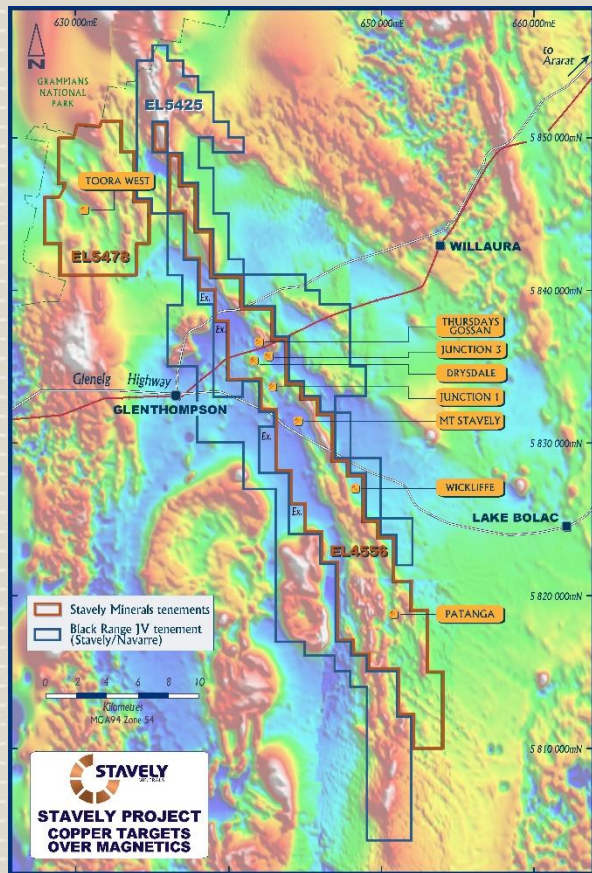 630 000mE
650 000mE
660 000mE
to
Ararat
N
GRAMPIANS
NATIONAL
PARK
EL5425
5 850 000mN
TOORA WEST
WILLAURA
EL5478
5 840 000mN
Ex.
THURSDAYS
GOSSAN
Ex.
JUNCTION 3
DRYSDALE
Glenelg Highway
JUNCTION 1
GLENTHOMPSON
MT STAVELY
5 830 000mN
Ex.
WICKLIFFE
Ex.
LAKE BOLAC
EL4556
5 820 000mN
Stavely Minerals tenements
PATANGA
Black Range JV tenement
(Stavely/Navarre)
0 2 4 6 8 10
Kilometres
MGA94 Zone 54
5 810 000mN
STAVELY
MINERALS
STAVELY PROJECT
COPPER TARGETS
OVER MAGNETICS